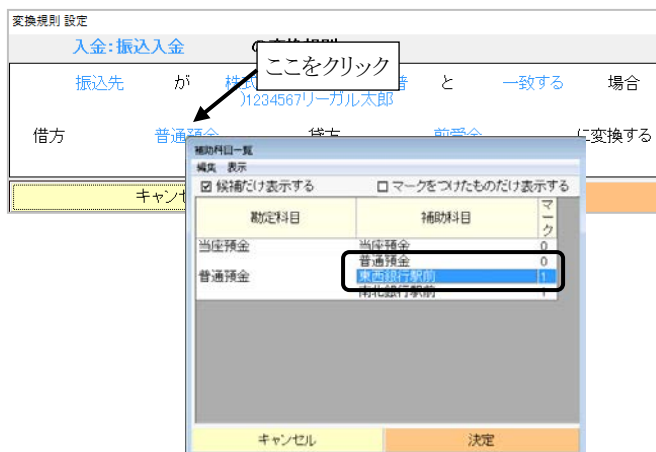 変換規則 設定
入金:振込入金
ここをクリック
振込先 が 株式 と 一致する 場合
)1234567リーガル太郎
借方 普通預金 貸方 前受金 に変換する
キャンセ
補助科目一覧
編集 表示
☑ 候補だけ表示する □ マークをつけたものだけ表示する
勘定科目 補助科目 マーク
当座預金 当座預金 0
普通預金 0
普通預金 東西銀行駅前 1
南北銀行駅前 1
キャンセル 決定